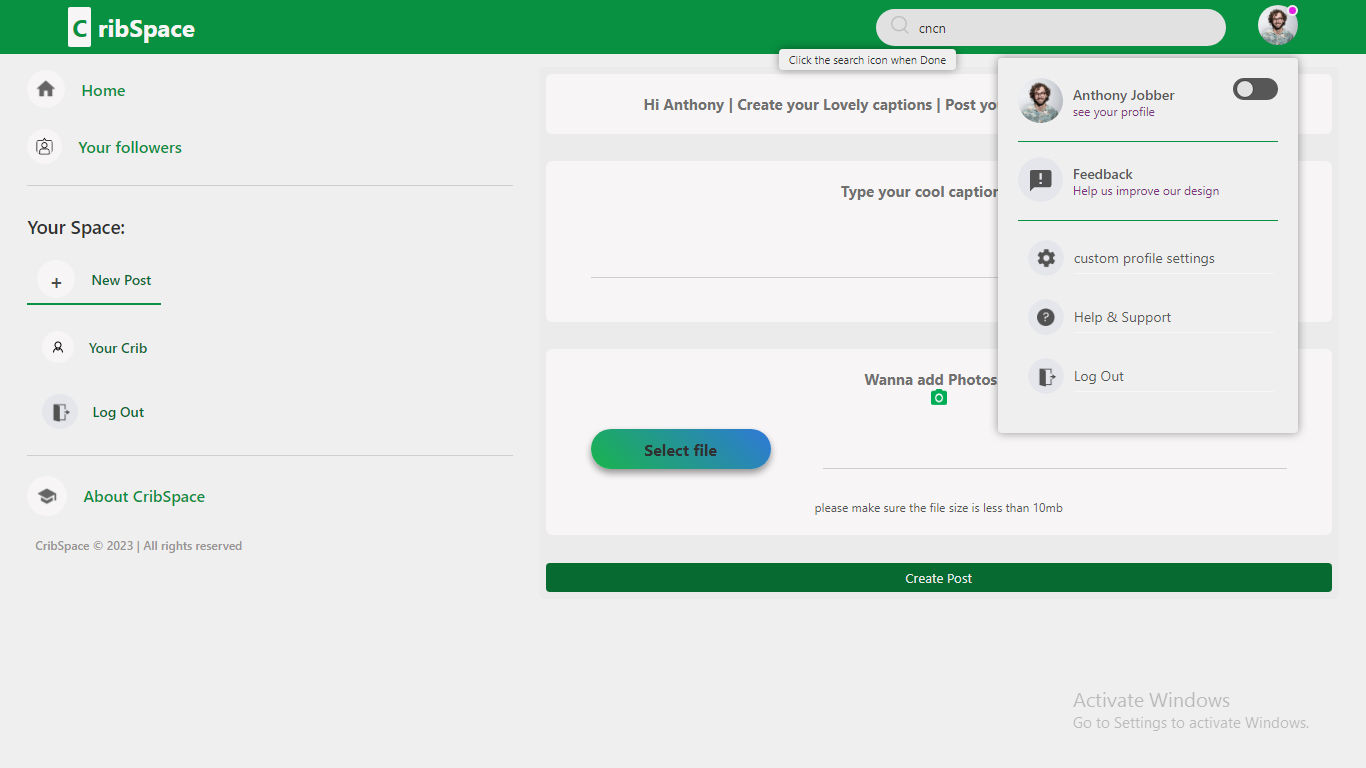 CribSpace
cncn
Click the search icon when Done
Home
Your followers
Your Space:
+ New Post
Your Crib
Log Out
About CribSpace
CribSpace © 2023 | All rights reserved
Hi Anthony | Create your Lovely captions | Post
Type your cool
Wanna add Photos
Select file
please make sure the file size is less than 10mb
Create Post
Anthony Jobber
see your profile
Feedback
Help us improve our design
custom profile settings
Help & Support
Log Out
Activate Windows
Go to Settings to activate Windows.